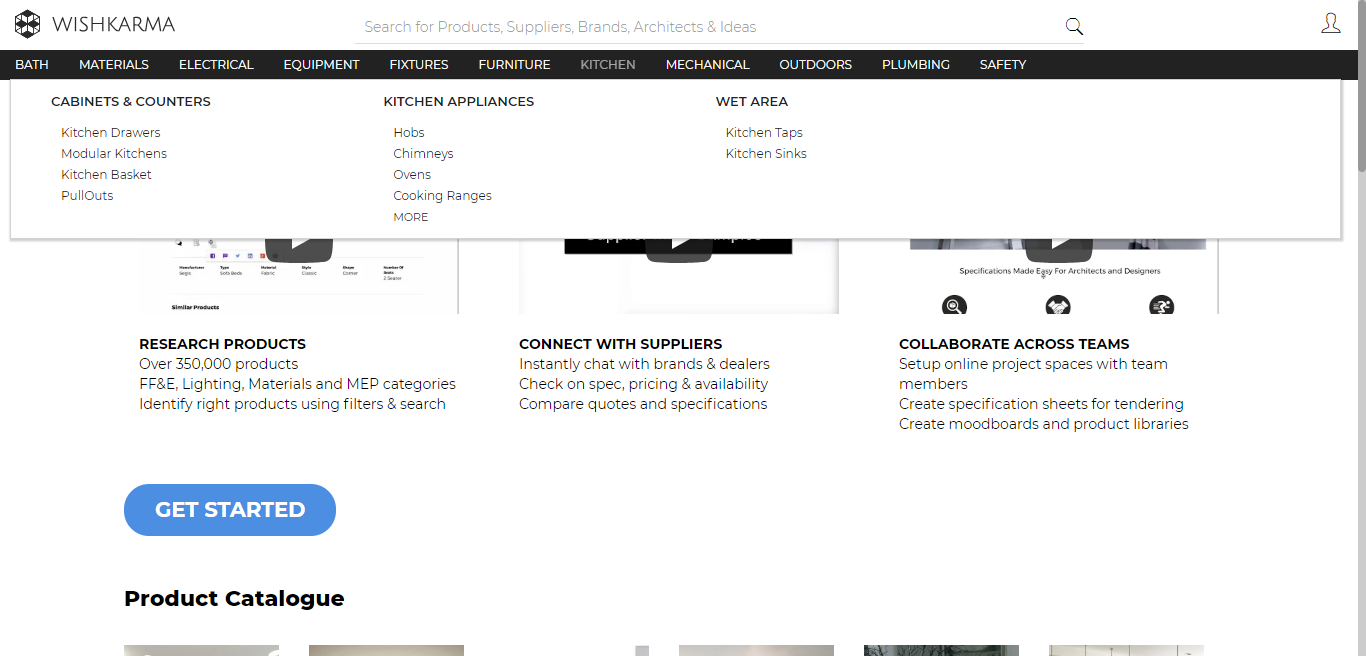 WISHKARMA
Search for Products, Suppliers, Brands, Architects & Ideas
BATH MATERIALS ELECTRICAL EQUIPMENT FIXTURES FURNITURE KITCHEN MECHANICAL OUTDOORS PLUMBING SAFETY
CABINETS & COUNTERS
Kitchen Drawers
Modular Kitchens
Kitchen Basket
PullOuts
KITCHEN APPLIANCES
Hobs
Chimneys
Ovens
Cooking Ranges
MORE
WET AREA
Kitchen Taps
Kitchen Sinks
Manufacturer Type Material Style Shape Number Of
Segis Sofa Beds Fabric Classic Corner Seats
2 Seater
Similar Products
Specifications Made Easy For Architects and Designers
RESEARCH PRODUCTS
Over 350,000 products
FF&E, Lighting, Materials and MEP categories
Identify right products using filters & search
CONNECT WITH SUPPLIERS
Instantly chat with brands & dealers
Check on spec, pricing & availability
Compare quotes and specifications
COLLABORATE ACROSS TEAMS
Setup online project spaces with team
members
Create specification sheets for tendering
Create moodboards and product libraries
GET STARTED
Product Catalogue